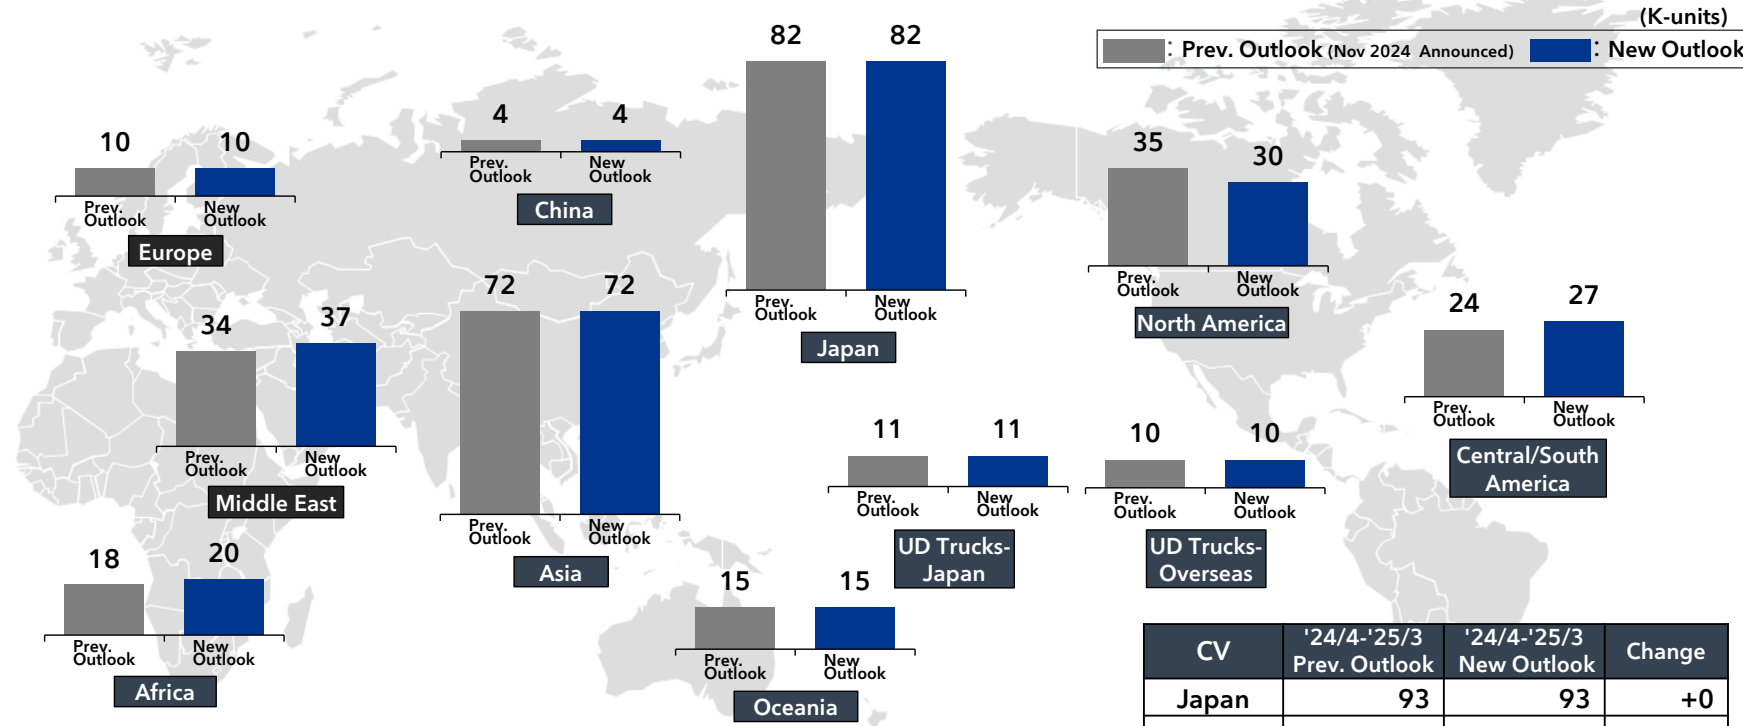 (K-units)
: Prev. Outlook (Nov 2024 Announced) : New Outlook
10 10
Prev. Outlook
New Outlook
Europe
4 4
Prev. Outlook
New Outlook
China
82 82
Prev. Outlook
New Outlook
Japan
35 30
Prev. Outlook
New Outlook
North America
34 37
Prev. Outlook
New Outlook
Middle East
72 72
Prev. Outlook
New Outlook
Asia
24 27
Prev. Outlook
New Outlook
Central/South
America
11 11
Prev. Outlook
New Outlook
UD Trucks-
Japan
10 10
Prev. Outlook
New Outlook
UD Trucks-
Overseas
18 20
Prev. Outlook
New Outlook
Africa
15 15
Prev. Outlook
New Outlook
Oceania
CV '24/4-'25/3 Prev. Outlook '24/4-'25/3 New Outlook Change
Japan 93 93 +0